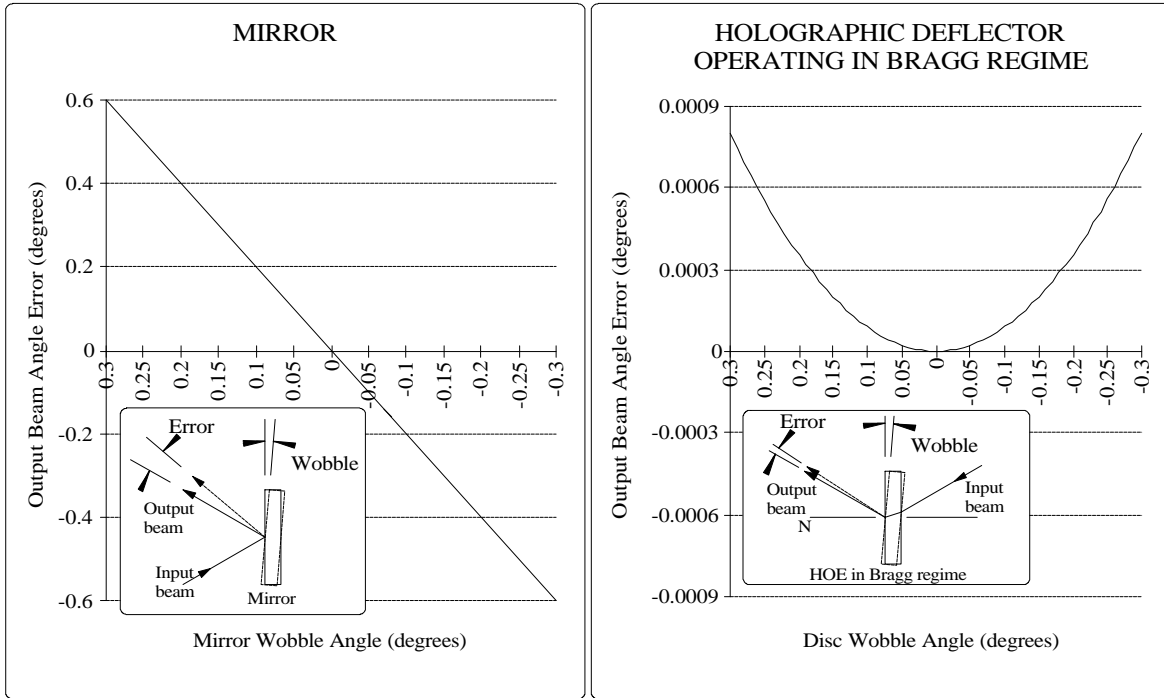 MIRROR
Output Beam Angle Error (degrees)
0.6
0.4
0.2
0
-0.2
-0.4
-0.6
0.3
0.25
0.2
0.15
0.1
0.05
0
-0.05
-0.1
-0.15
-0.2
-0.25
-0.3
Error
Wobble
Output
beam
Input
beam
Mirror
Mirror Wobble Angle (degrees)
HOLOGRAPHIC DEFLECTOR
OPERATING IN BRAGG REGIME
Output Beam Angle Error (degrees)
0.0009
0.0006
0.0003
0
-0.0003
-0.0006
-0.0009
0.3
0.25
0.2
0.15
0.1
0.05
0
-0.05
-0.1
-0.15
-0.2
-0.25
-0.3
Error
Wobble
Output
beam
N
Input
beam
HOE in Bragg regime
Disc Wobble Angle (degrees)